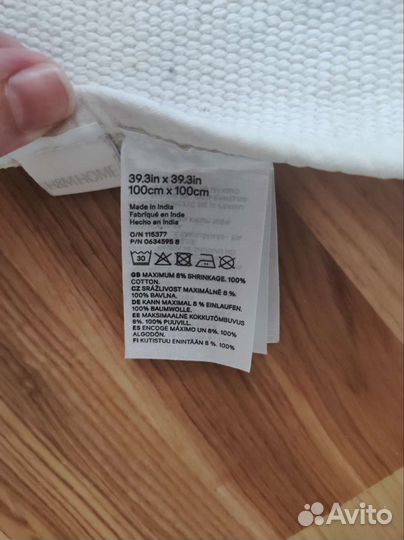 H&M HOME
39.3in x 39.3in
100cm x 100cm
Made in India
Fabriqué en Inde
Hecho en India
O/N 115377
P/N 0634595 8
30
GB MAXIMUM 8% SHRINKAGE. 100%
COTTON.
CZ SRÁŽLIVOST MAXIMÁLNĚ 8 %.
100% BAVLNA.
DE KANN MAXIMAL 8 % EINLAUFEN.
100% BAUMWOLLE.
EE MAKSIMAALNE KOKKUTÕMBUVUS
8%. 100% PUUVILL.
ES ENCOGE MÁXIMO UN 8%. 100%
ALGODÓN.
FI KUTISTUU ENINTÄÄN 8 %. 100%
Avito